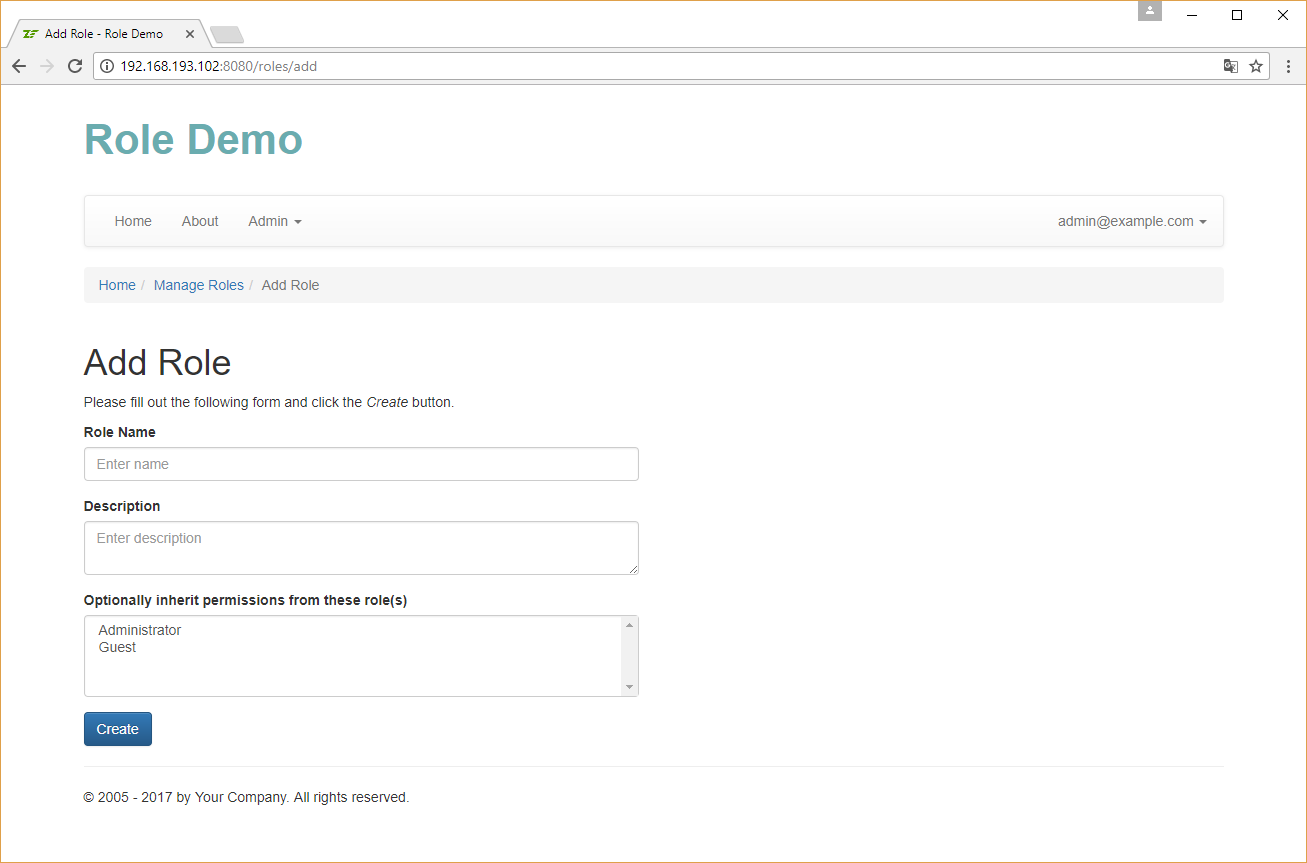 Add Role - Role Demo
192.168.193.102:8080/roles/add
Role Demo
Home About Admin admin@example.com
Home / Manage Roles / Add Role
Add Role
Please fill out the following form and click the Create button.
Role Name
Enter name
Description
Enter description
Optionally inherit permissions from these role(s)
Administrator
Guest
Create
© 2005 - 2017 by Your Company. All rights reserved.